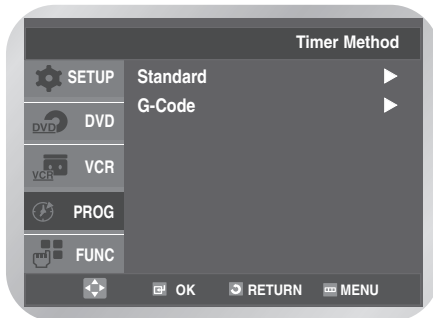 Timer Method
SETUP
Standard
G-Code
DVD DVD
VCR VCR
PROG
FUNC
OK RETURN MENU